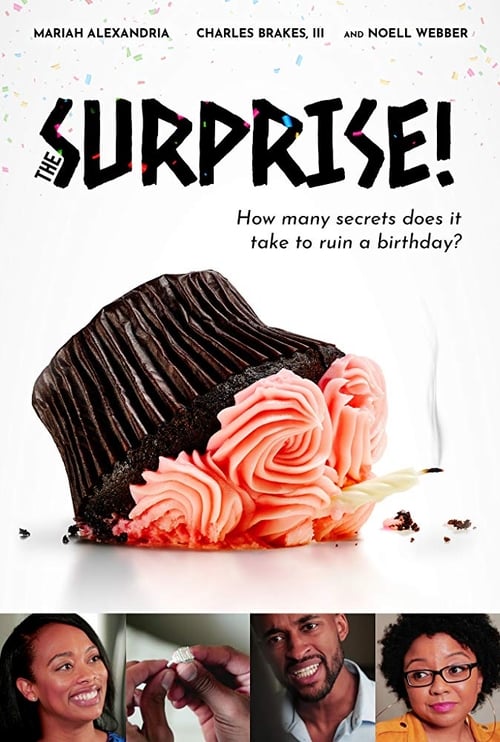 MARIAH ALEXANDRIA CHARLES BRAKES, III AND NOELL WEBBER
THE SURPRISE!
How many secrets does it
take to ruin a birthday?